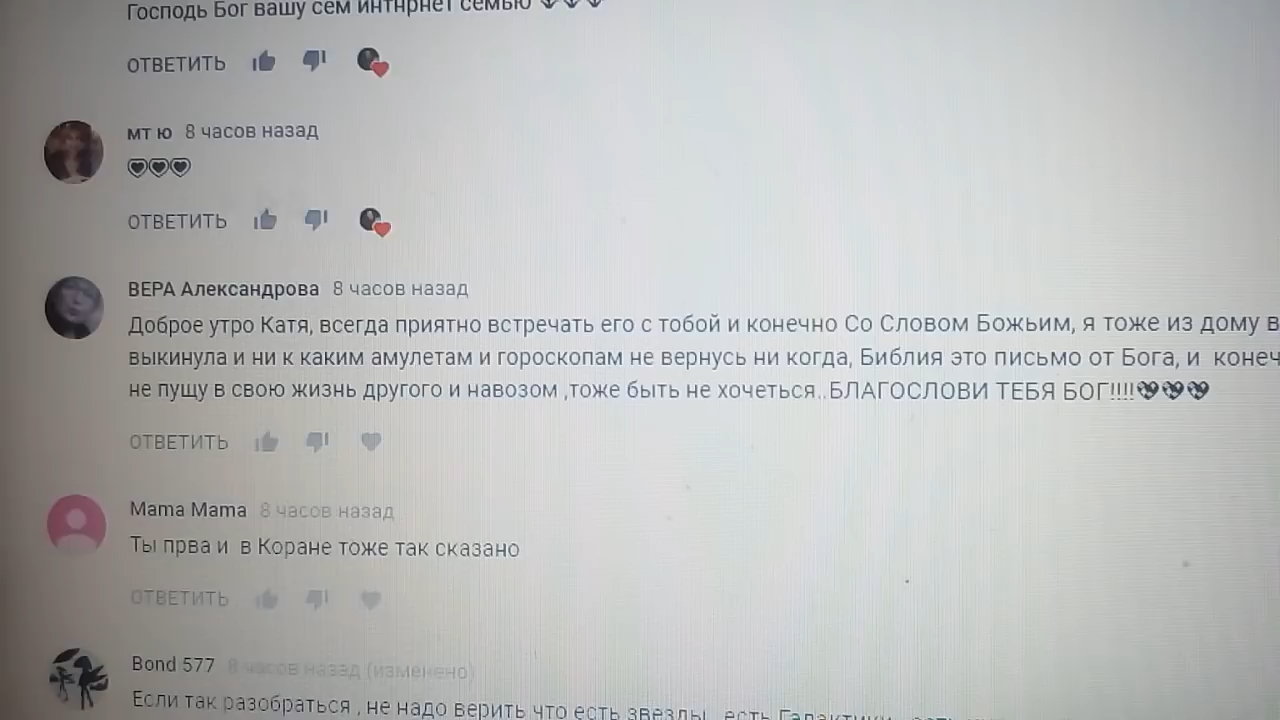 Господь Бог вашу сем интнрнет семью
ОТВЕТИТЬ
мт ю 8 часов назад
ОТВЕТИТЬ
ВЕРА Александрова 8 часов назад
Доброе утро Катя, всегда приятно встречать его с тобой и конечно Со Словом Божьим, я тоже из дому в
выкинула и ни к каким амулетам и гороскопам не вернусь ни когда, Библия это письмо от Бога, и конеч
не пущу в свою жизнь другого и навозом ,тоже быть не хочеться..БЛАГОСЛОВИ ТЕБЯ БОГ!!!!
ОТВЕТИТЬ
Mama Mama 8 часов назад
Ты прва и в Коране тоже так сказано
ОТВЕТИТЬ
Bond 577 8 часов назад (изменено)
Если так разобраться , не надо верить что есть звезды , есть Галактики ,